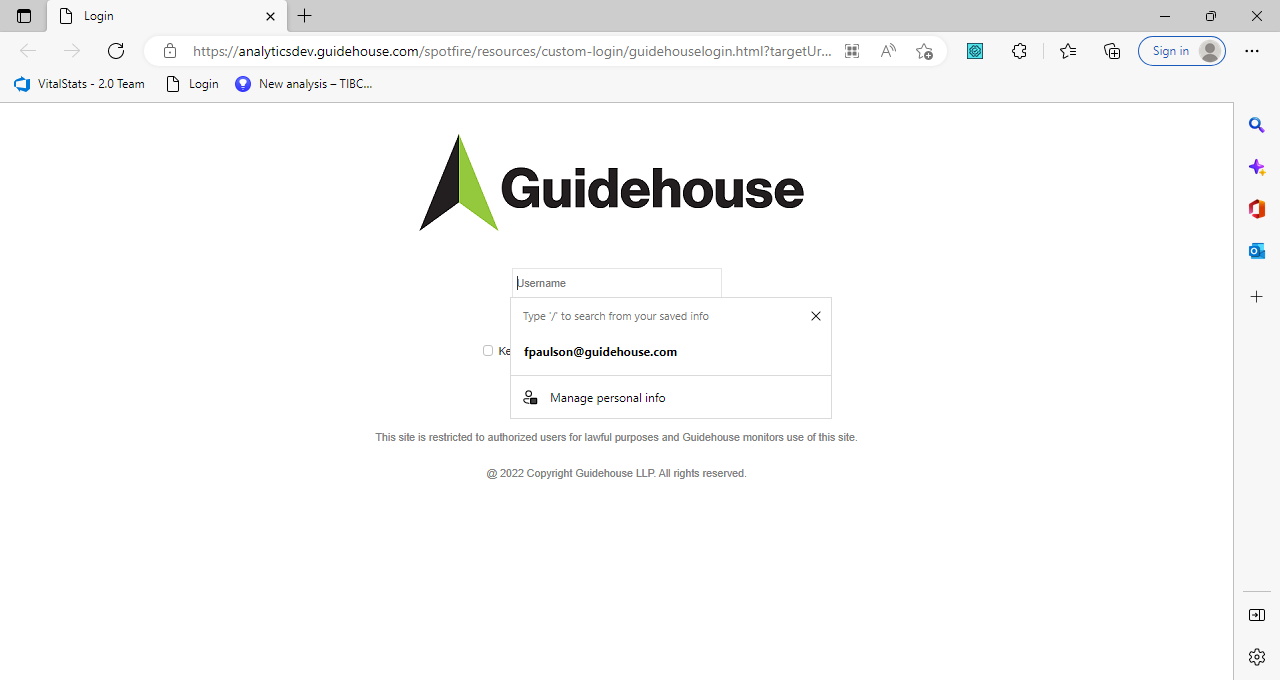 Login
https://analyticsdev.guidehouse.com/spotfire/resources/custom-login/guidehouselogin.html?targetUr...
Sign in
VitalStats - 2.0 Team
Login
New analysis – TIBC...
Guidehouse
Username
Type '/' to search from your saved info
Ke
fpaulson@guidehouse.com
Manage personal info
This site is restricted to authorized users for lawful purposes and Guidehouse monitors use of this site.
@ 2022 Copyright Guidehouse LLP. All rights reserved.